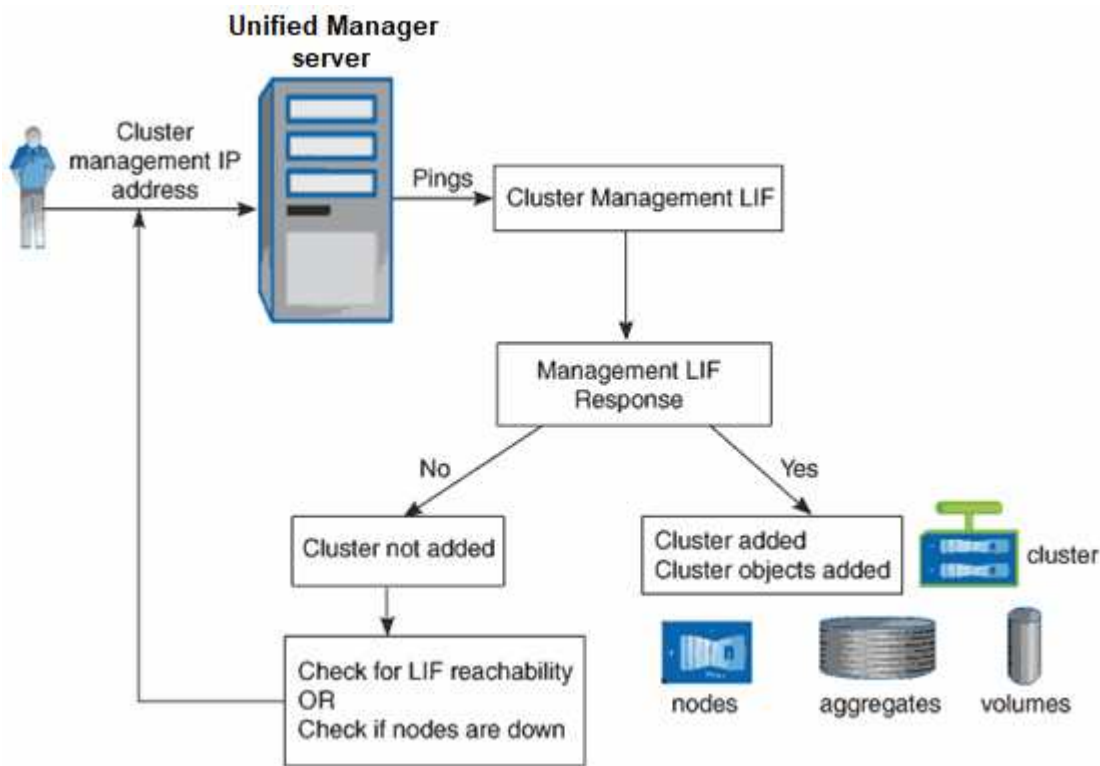 Unified Manager
server
Cluster
management IP
address
Pings
Cluster Management LIF
Management LIF
Response
No
Yes
Cluster not added
Cluster added
Cluster objects added
cluster
Check for LIF reachability
OR
Check if nodes are down
nodes
aggregates
volumes